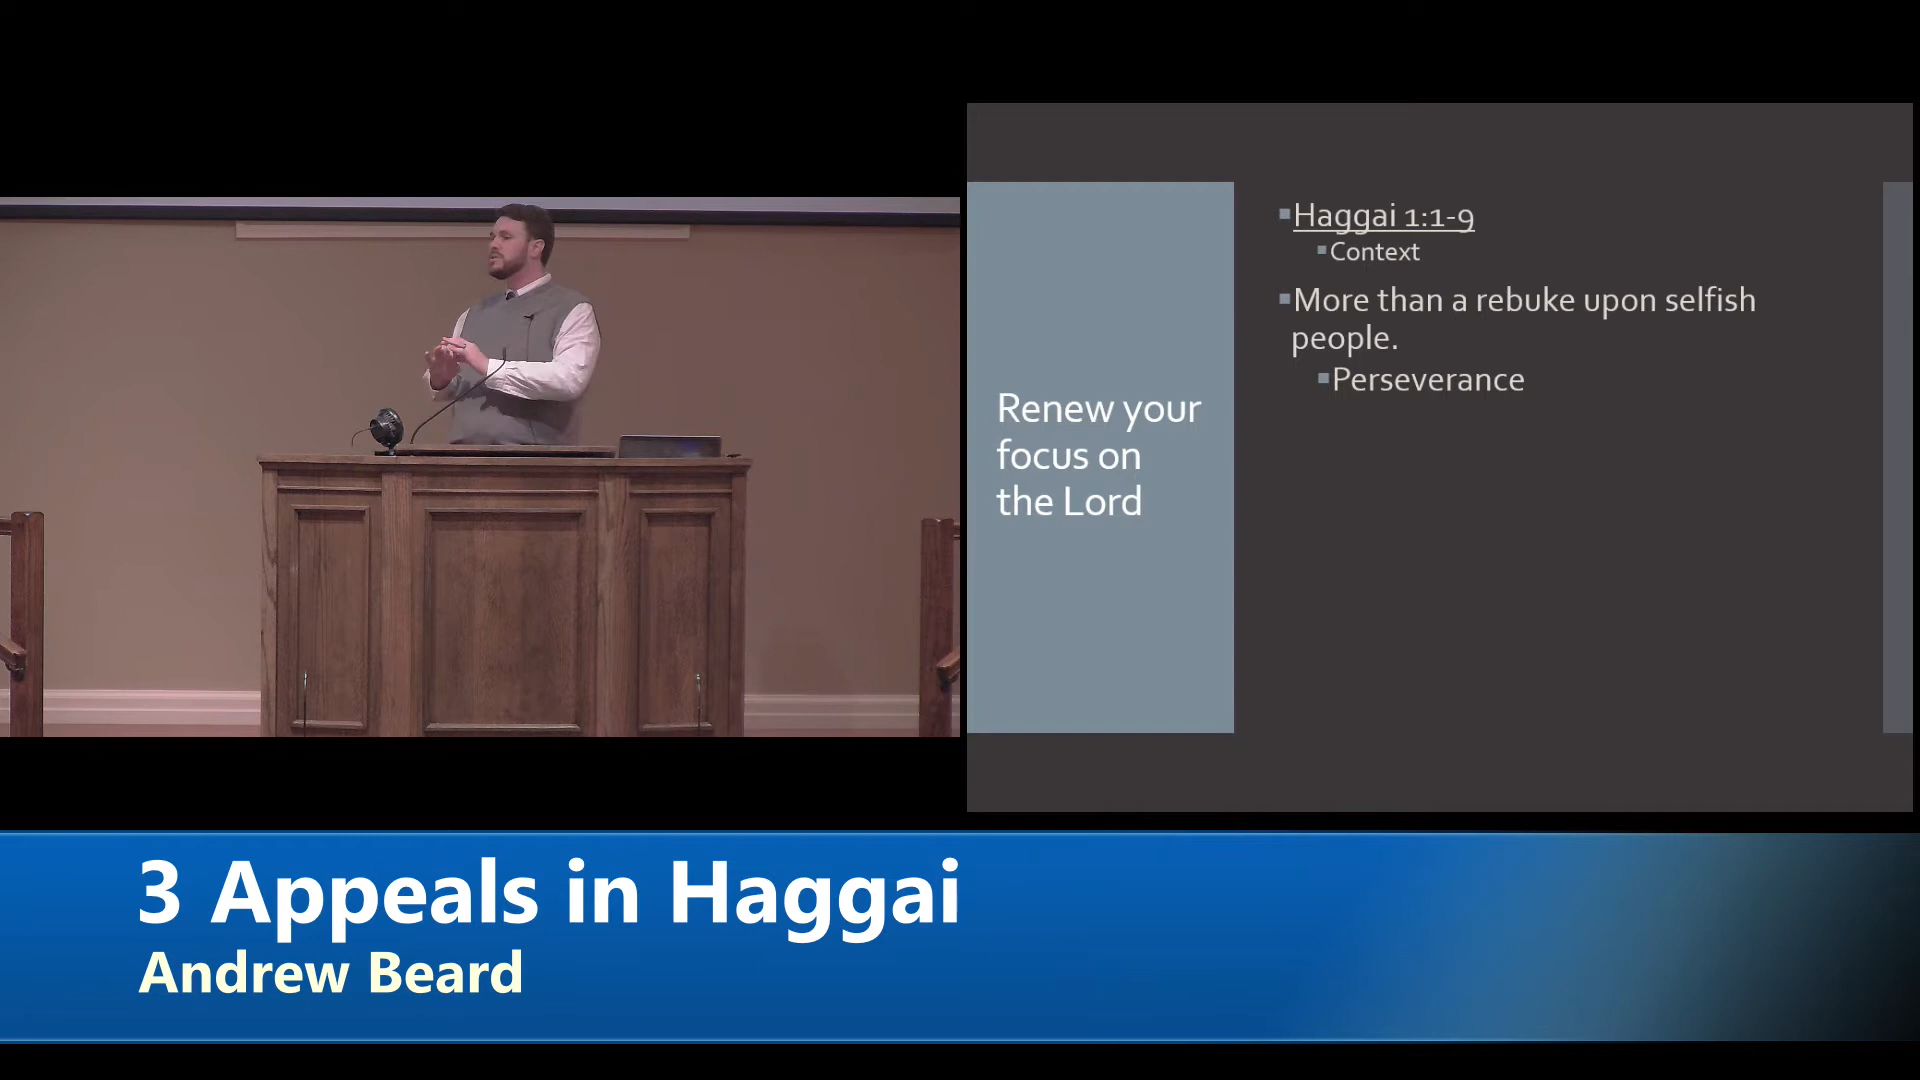 Renew your
focus on
the Lord
▪Haggai 1:1-9
▪Context
▪More than a rebuke upon selfish
people.
▪Perseverance
3 Appeals in Haggai
Andrew Beard